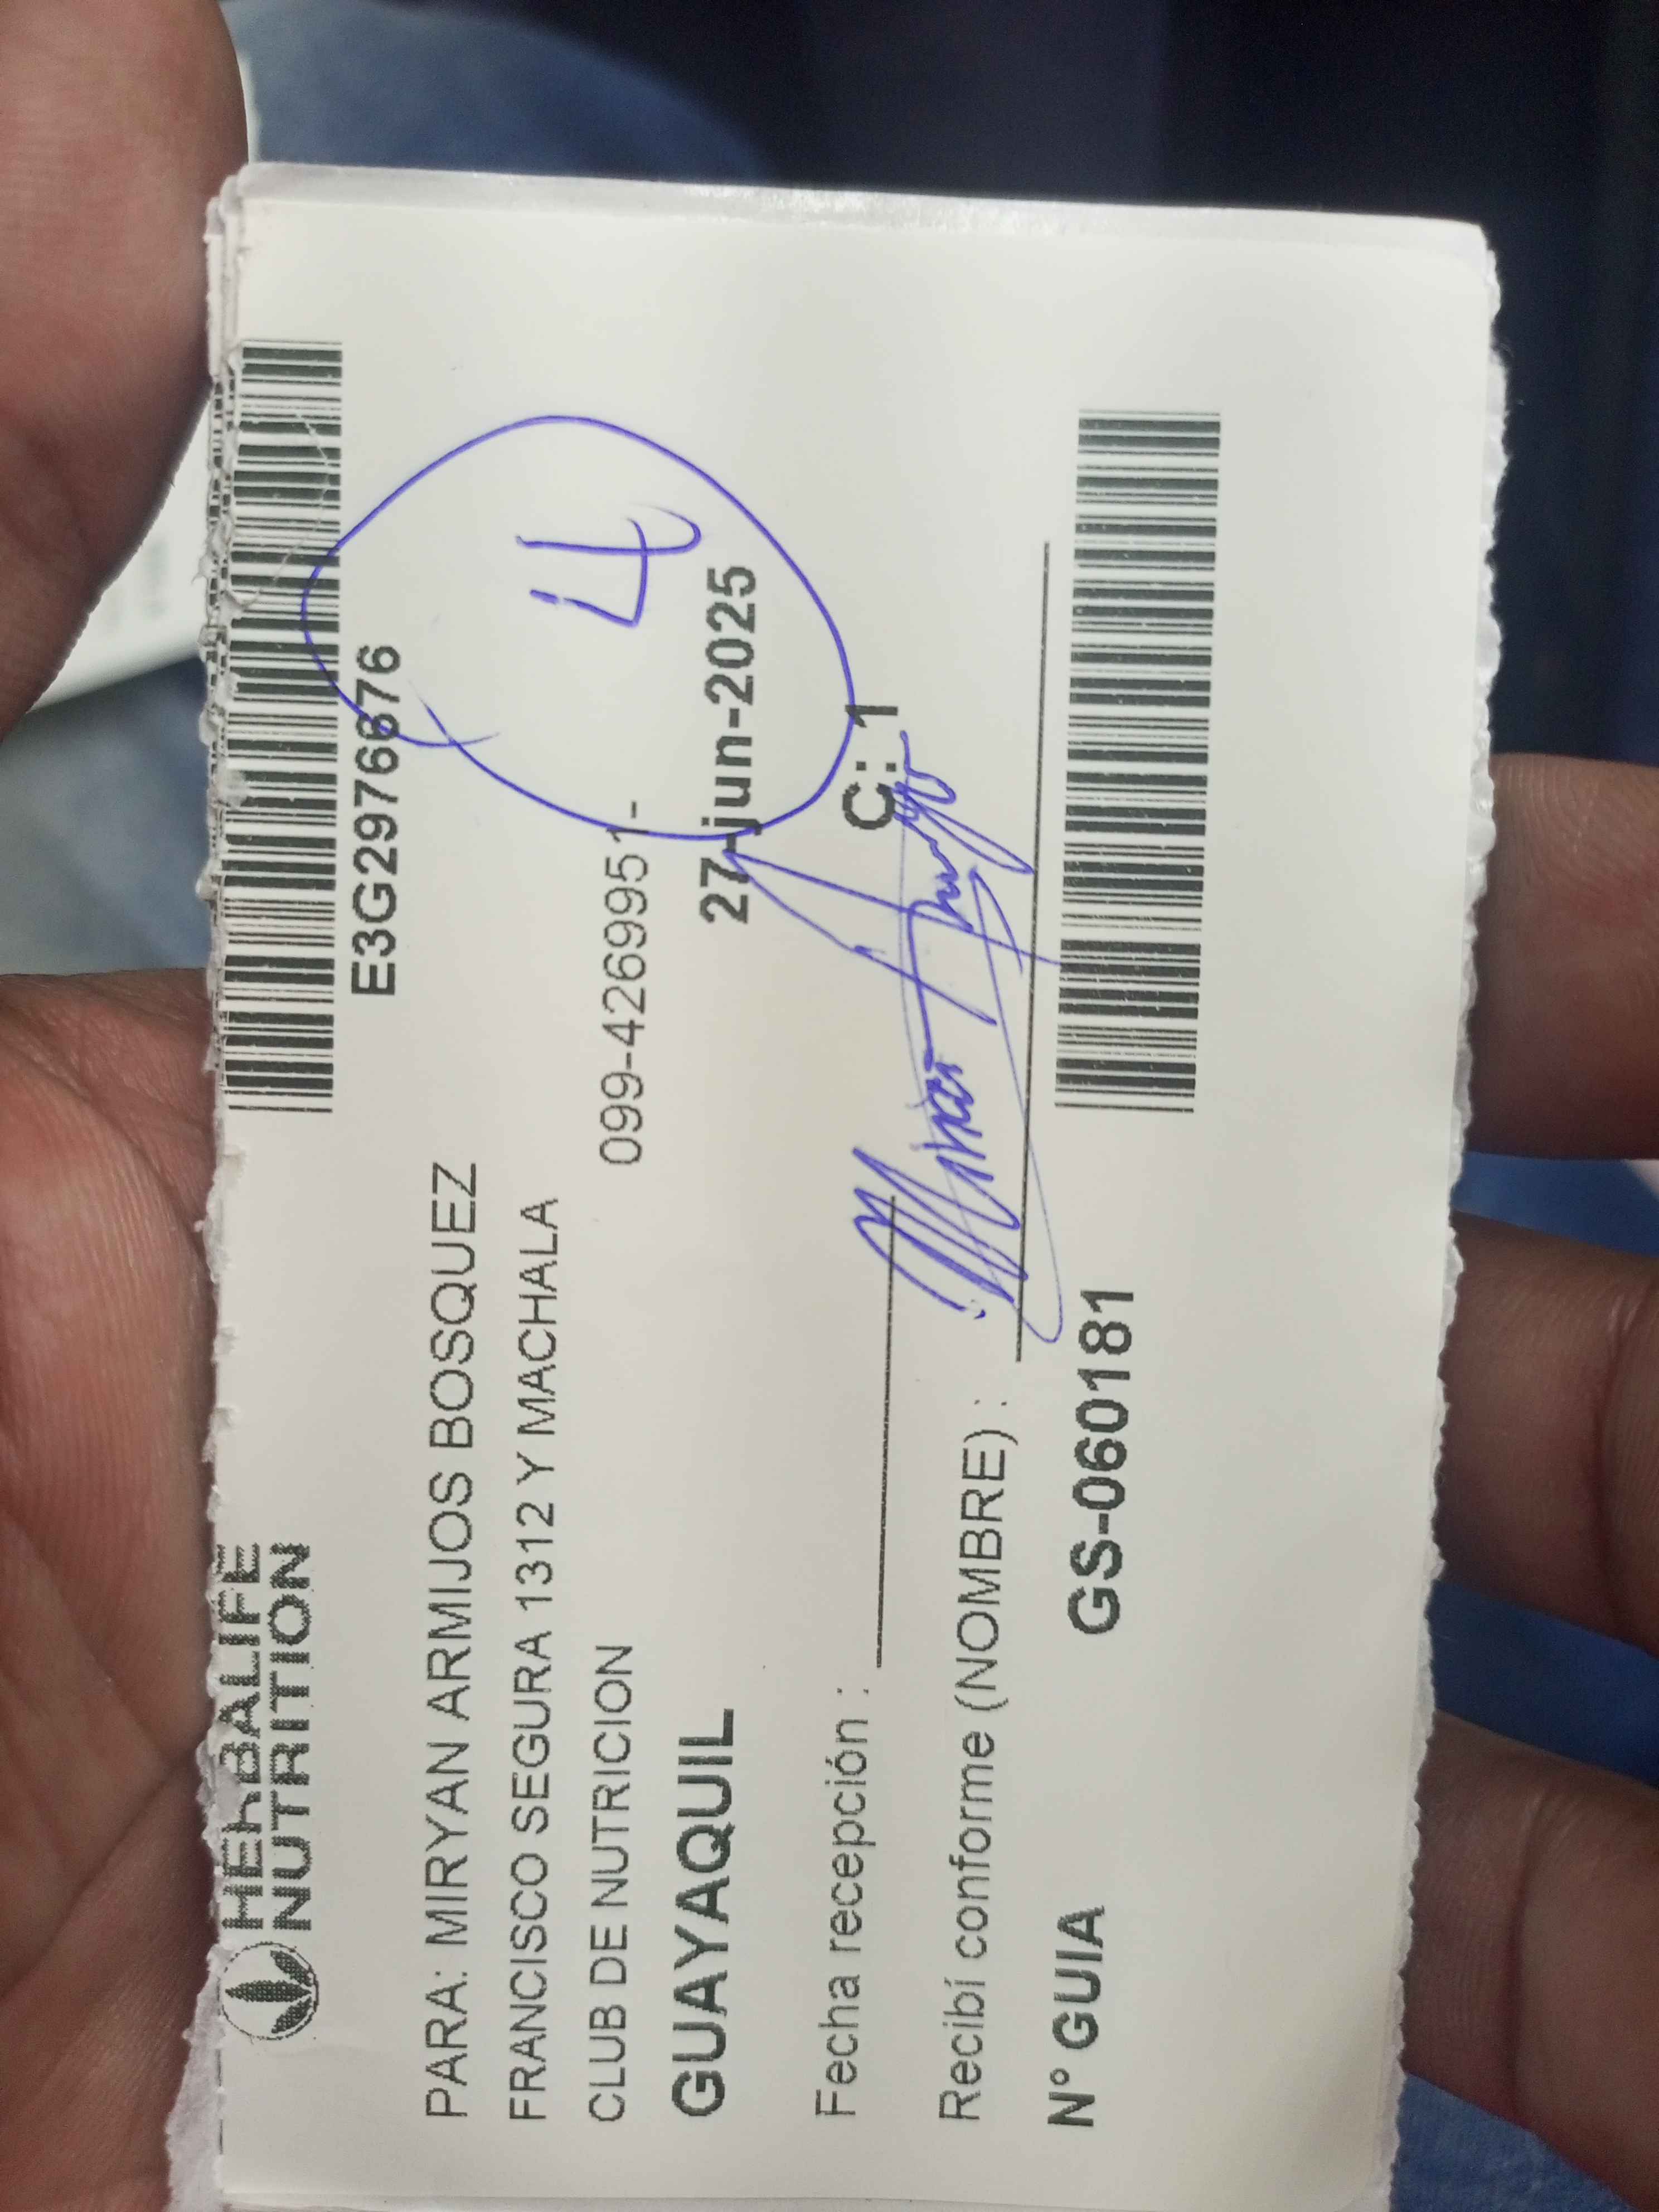 HERBALIFE
NUTRITION
E3G2976876
PARA: MIRYAN ARMIJOS BOSQUEZ
FRANCISCO SEGURA 1312 Y MACHALA
CLUB DE NUTRICION 099-4269951-
4
GUAYAQUIL 27-jun-2025
Fecha recepción : C: 1
Recibí conforme (NOMBRE) :
N° GUIA GS-060181